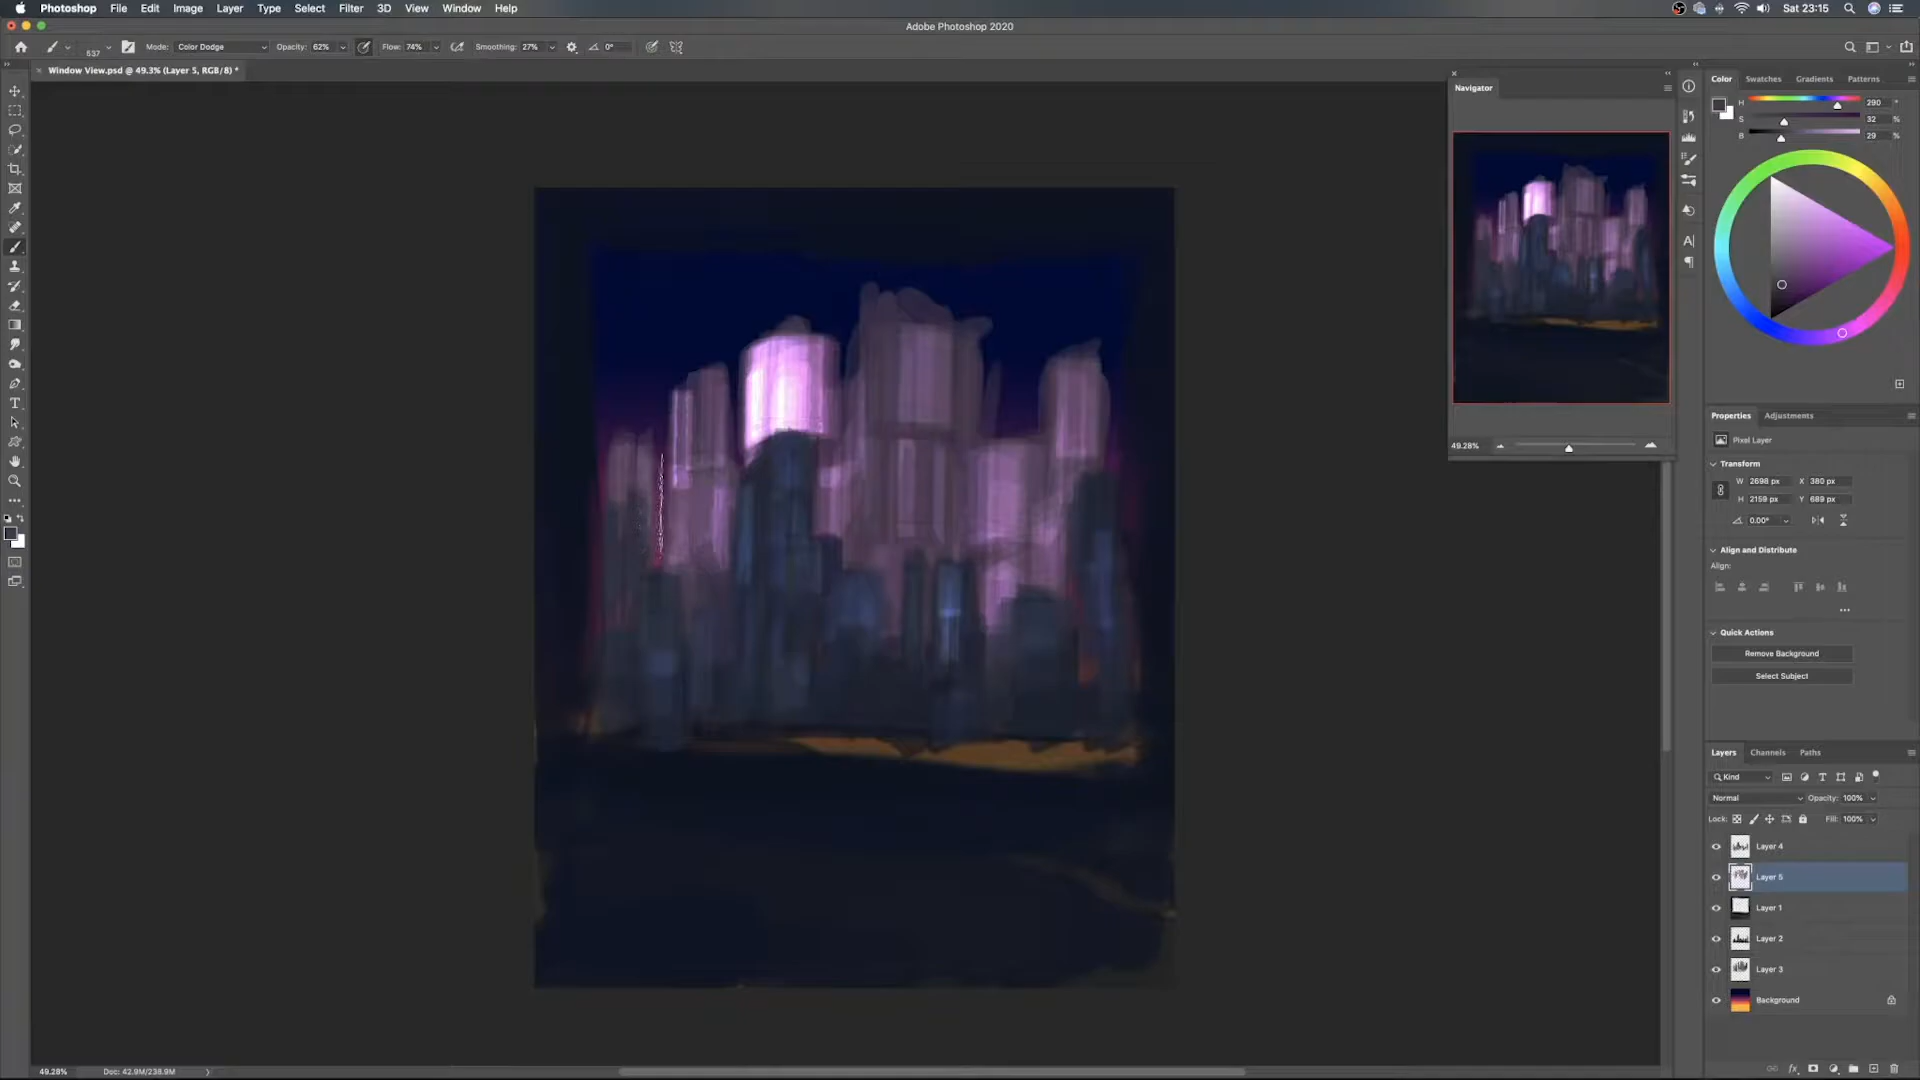 Photoshop File Edit Image Layer Type Select Filter 3D View Window Help Sat 23:15
Adobe Photoshop 2020
537 Mode: Color Dodge Opacity: 62% Flow: 74% Smoothing: 27% 0°
Window View.psd @ 49.3% (Layer 5, RGB/8) *
Navigator
49.28%
Color Swatches Gradients Patterns
H 290 °
S 32 %
B 29 %
Properties Adjustments
Pixel Layer
Transform
W 2698 px X 380 px
H 2159 px Y 689 px
0.00°
Align and Distribute
Align:
Quick Actions
Remove Background
Select Subject
Layers Channels Paths
Kind
Normal Opacity: 100%
Lock: Fill: 100%
Layer 4
Layer 5
Layer 1
Layer 2
Layer 3
Background
49.28% Doc: 42.9M/238.9M